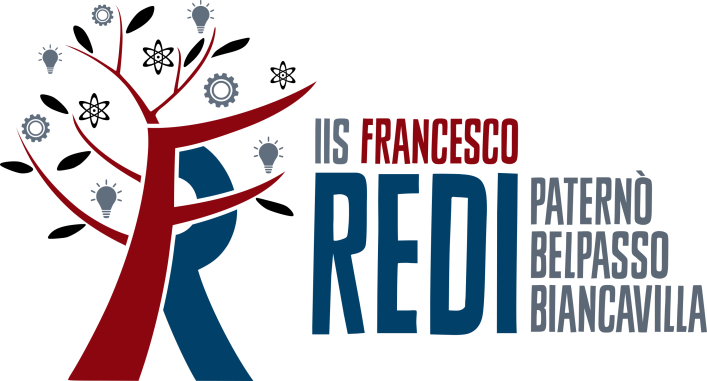 IIS FRANCESCO
REDI
PATERNÒ
BELPASSO
BIANCAVILLA